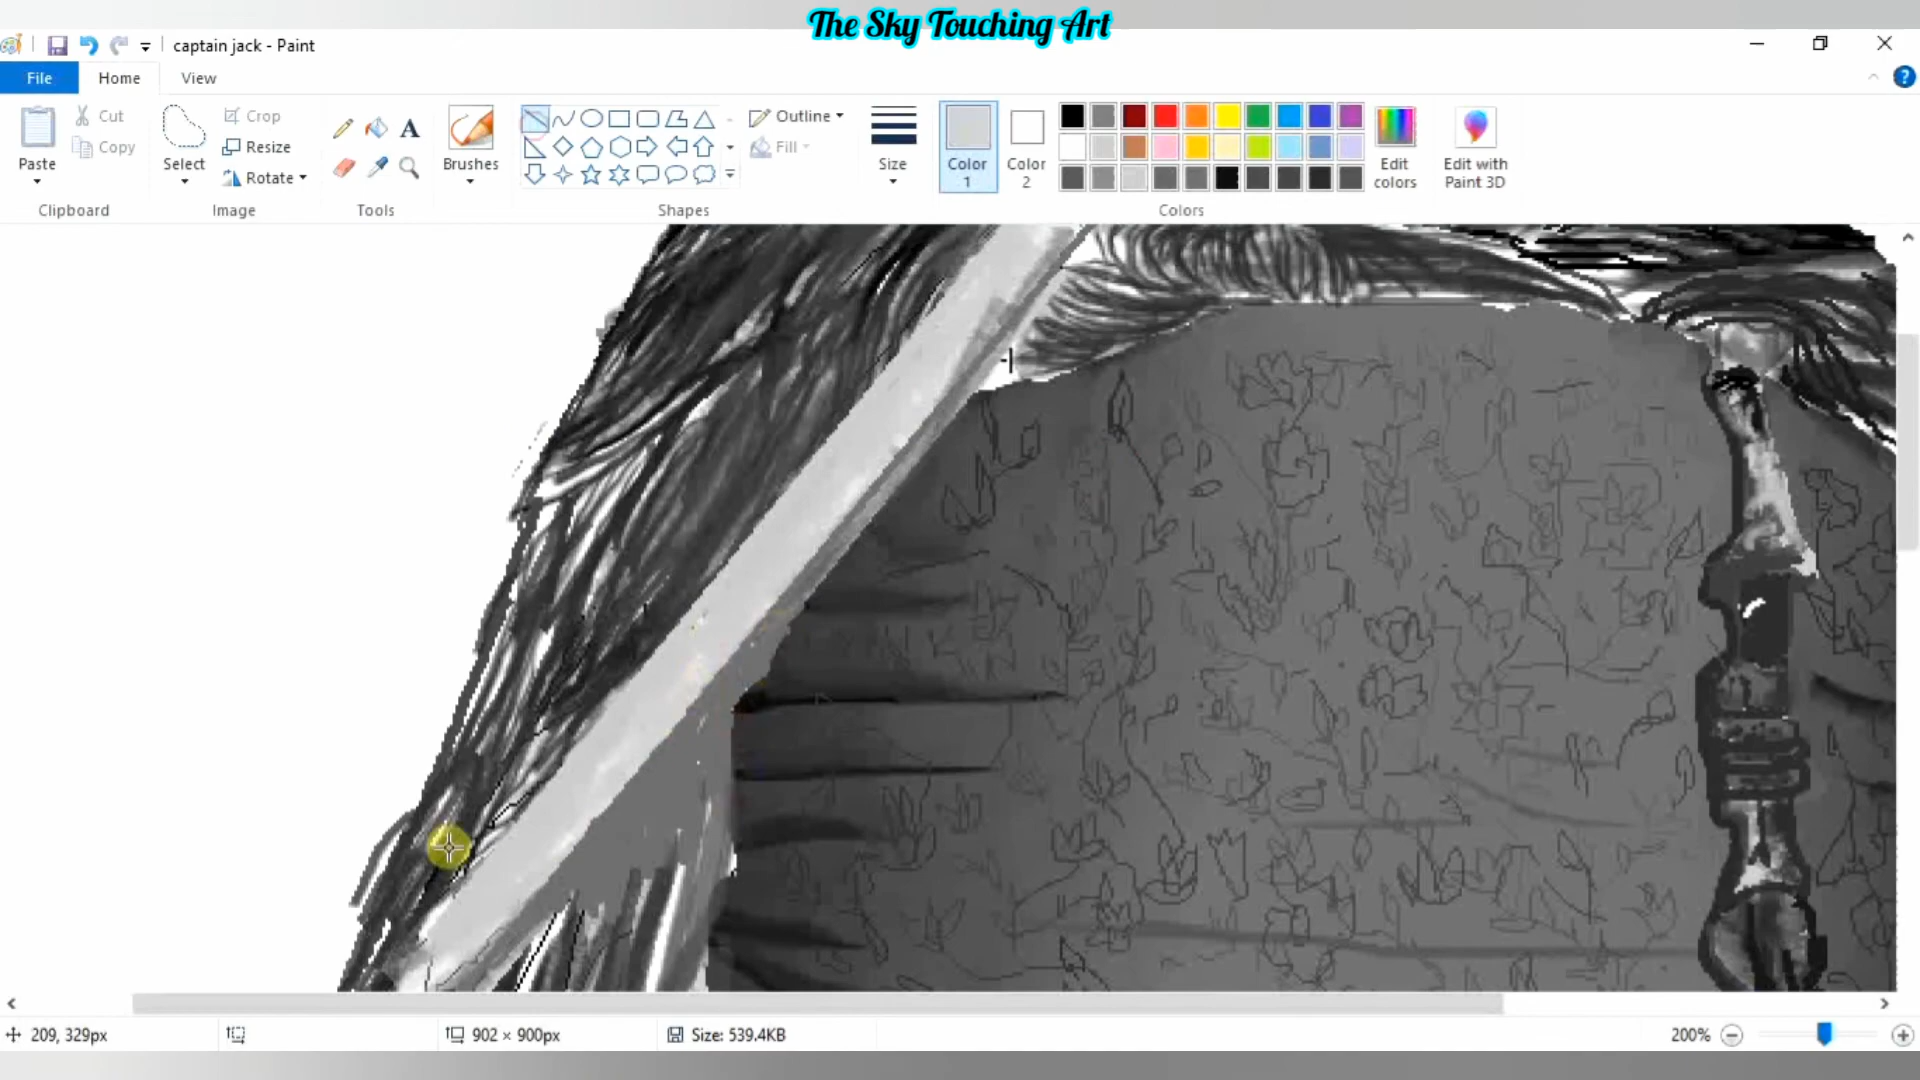 The Sky Touching Art
captain jack - Paint
File
Home
View
Paste
Cut
Copy
Clipboard
Select
Crop
Resize
Rotate
Image
A
Tools
Brushes
Shapes
Outline
Fill
Size
Color
1
Color
2
Colors
Edit
colors
Edit with
Paint 3D
?
209, 329px
902 × 900px
Size: 539.4KB
200%